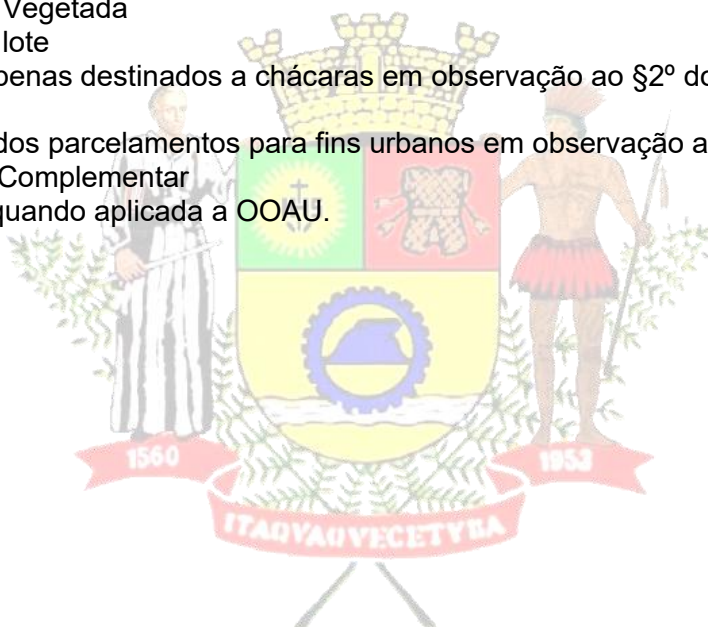 Vegetada
lote
penas destinados a chácaras em observação ao §2º do
dos parcelamentos para fins urbanos em observação a
Complementar
quando aplicada a OOAU.
1560
1953
ITAQVAQVECETVBA